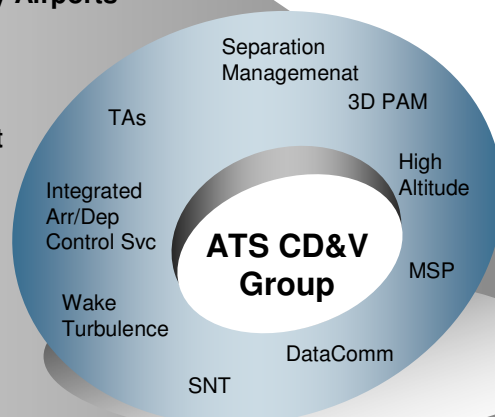 Airports
Separation
Managemenat
3D PAM
TAs
High
Altitude
Integrated
Arr/Dep
Control Svc
ATS CD&V
Group
MSP
Wake
Turbulence
DataComm
SNT